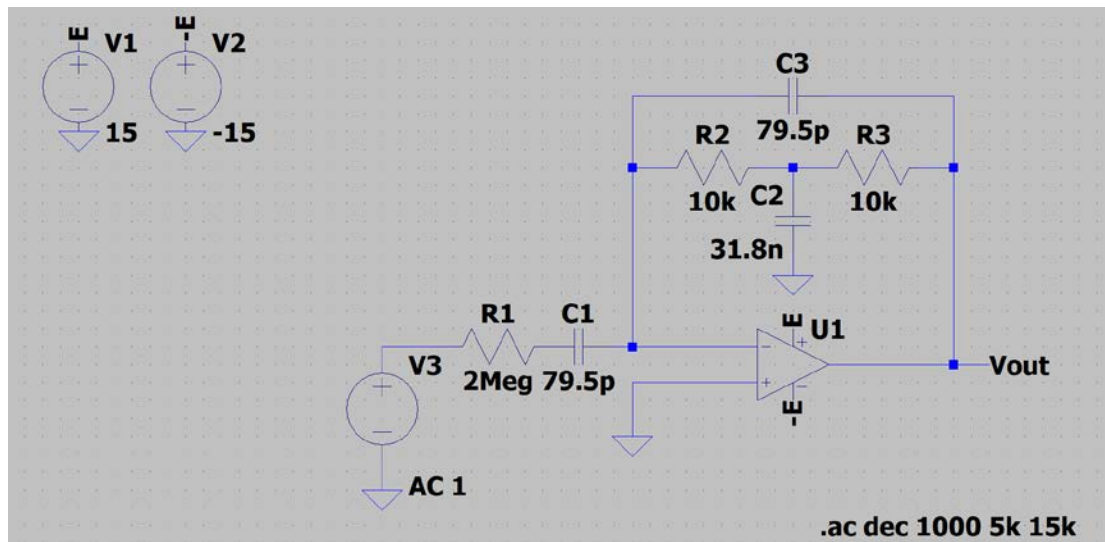 E
V1
15
-E
V2
-15
C3
79.5p
R2
10k
R3
10k
C2
31.8n
R1
2Meg
C1
79.5p
V3
AC 1
E
U1
-E
Vout
.ac dec 1000 5k 15k